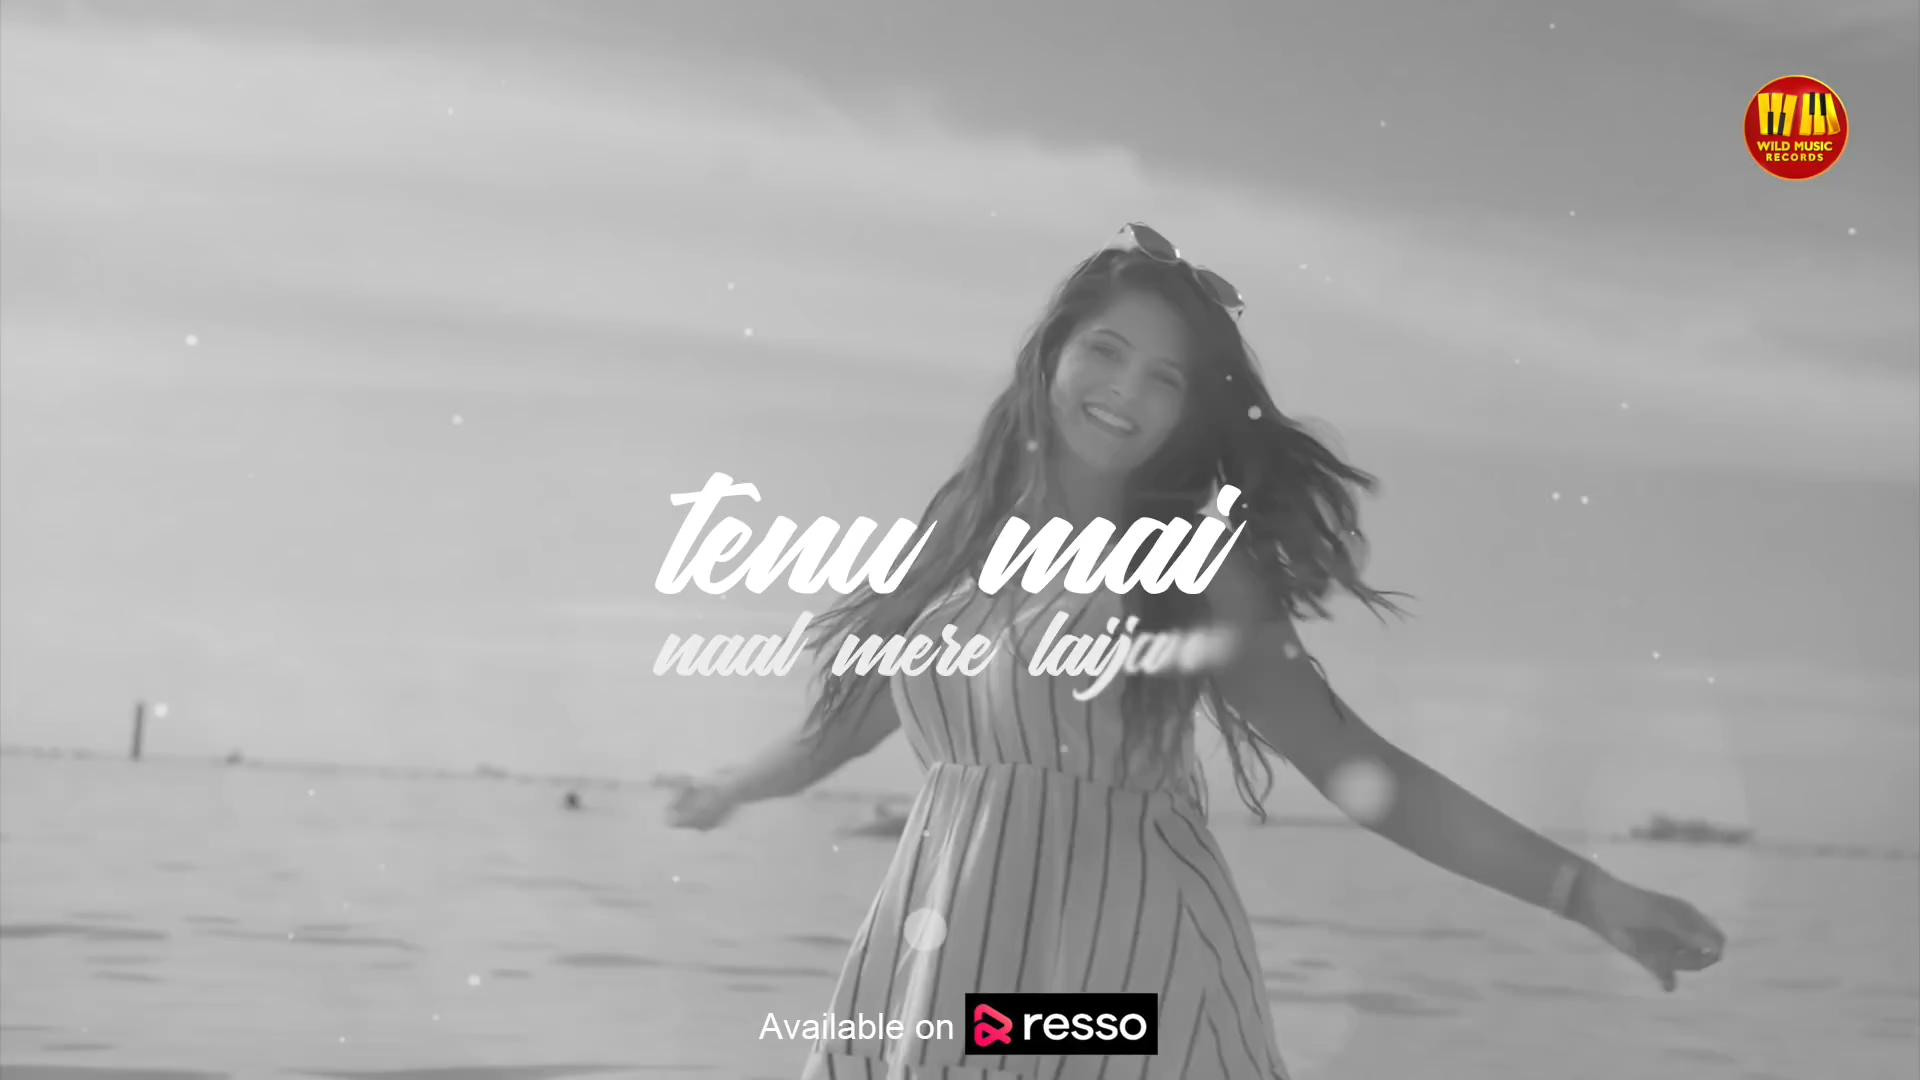 WILD MUSIC
RECORDS
tenu mai
naal mere
Available on resso